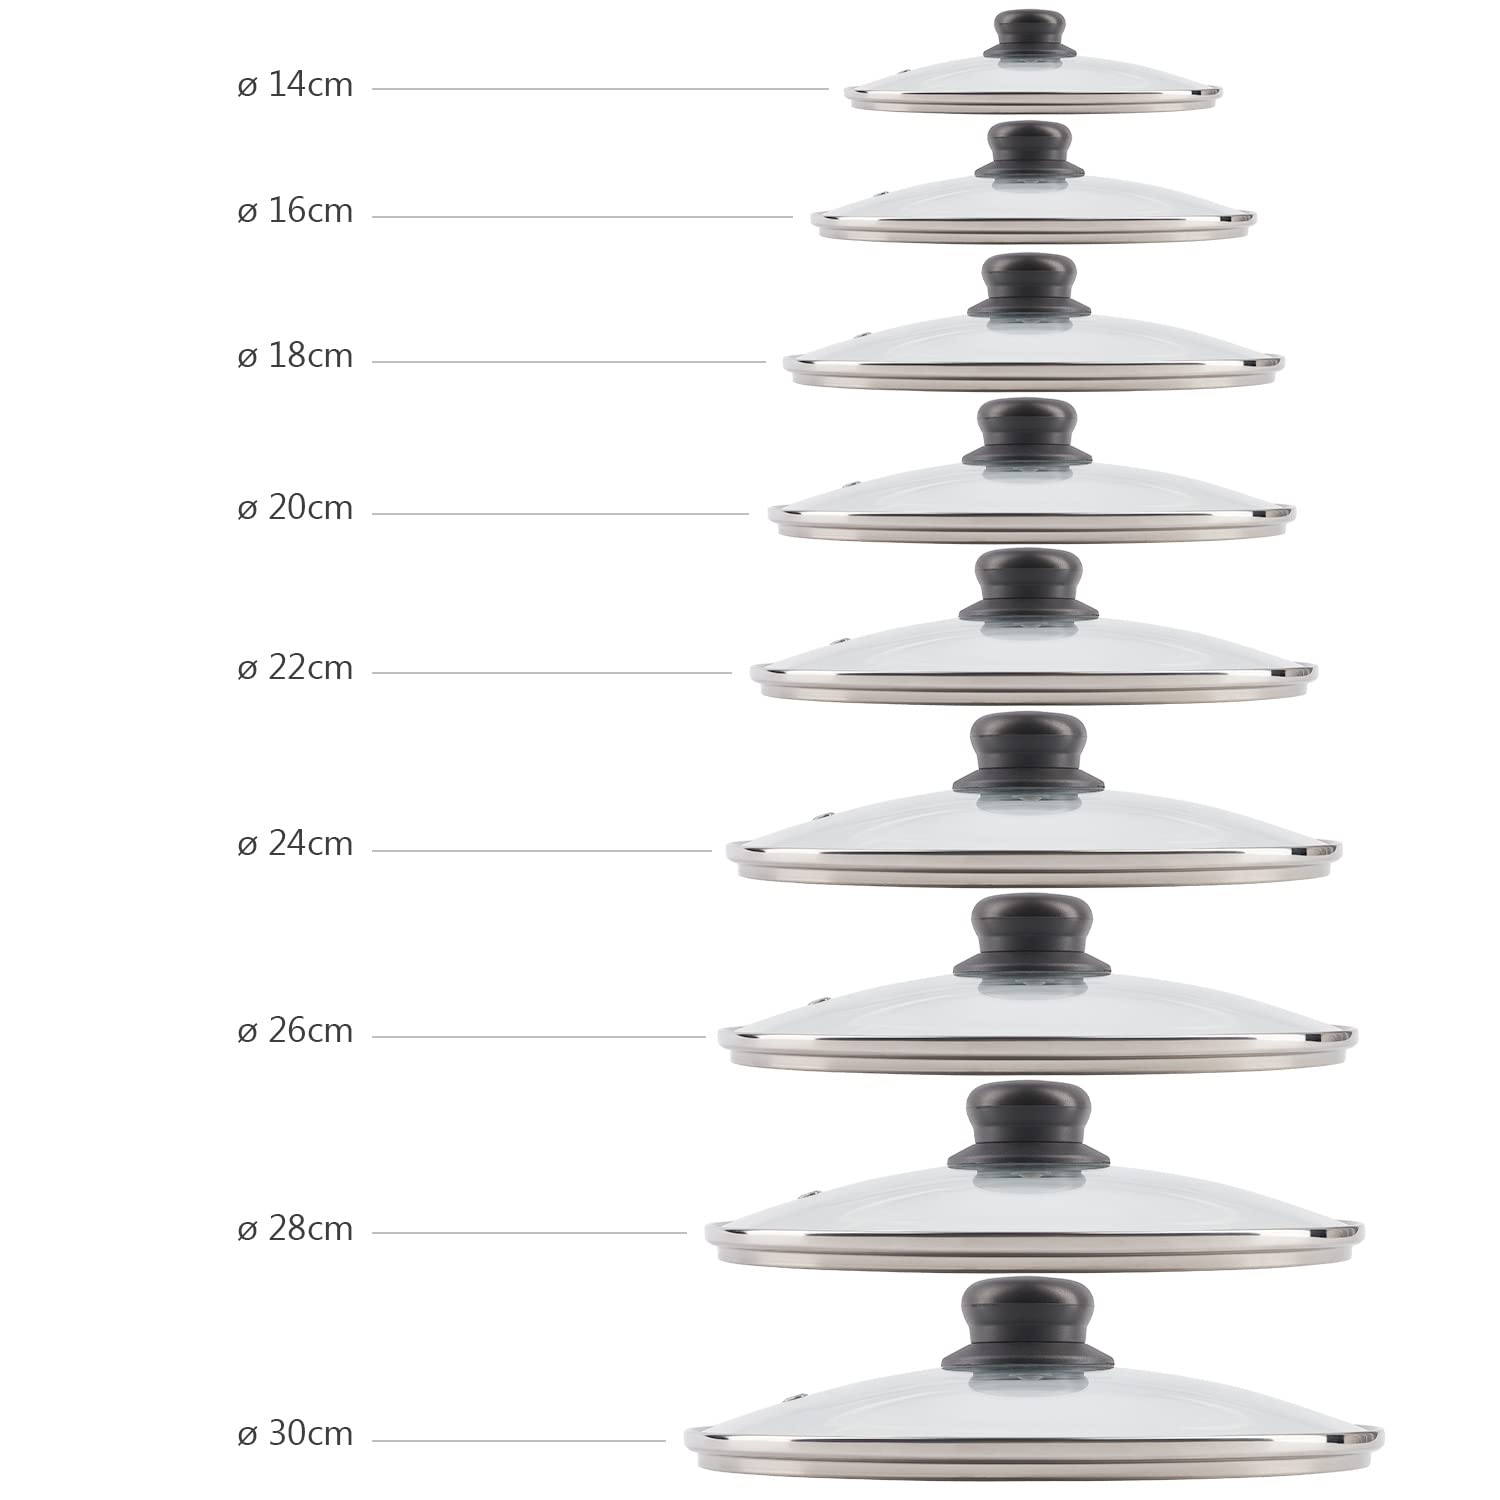 ø 14cm
ø 16cm
ø 18cm
ø 20cm
ø 22cm
ø 24cm
ø 26cm
ø 28cm
ø 30cm